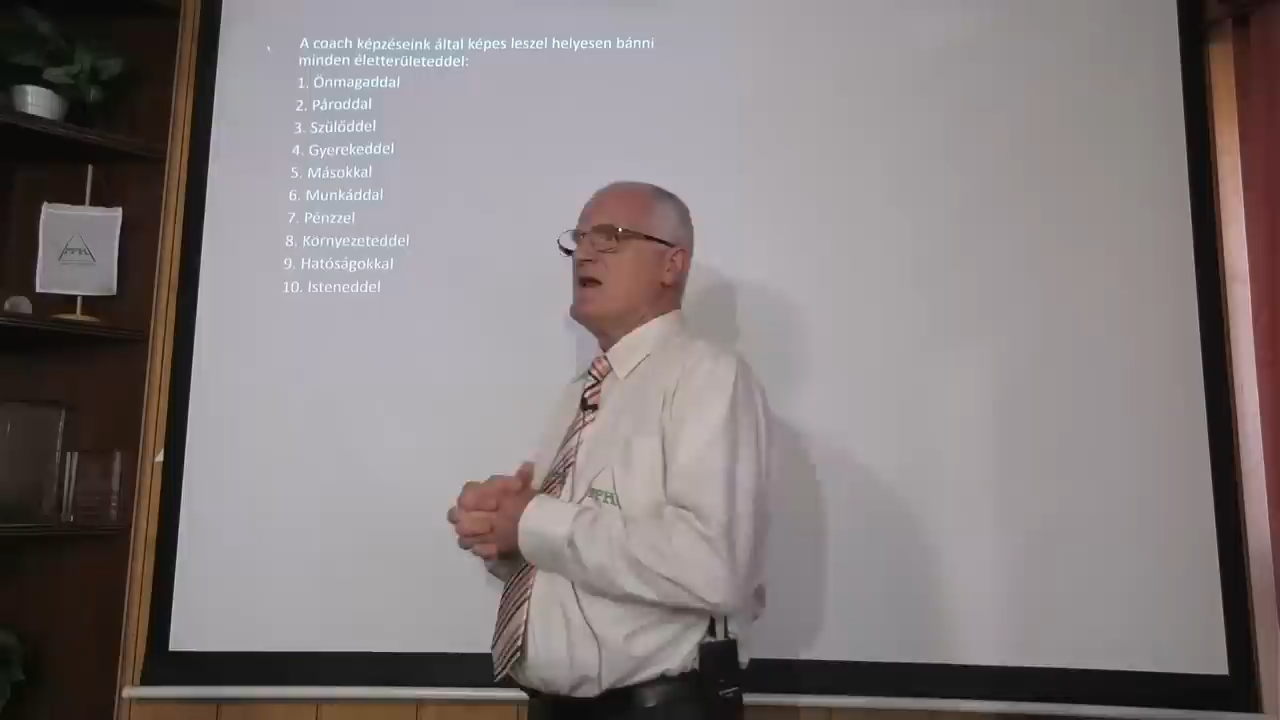 A coach képzéseink által képes leszel helyesen bánni
minden életterületeddel:
1. Önmagaddal
2. Pároddal
3. Szülőddel
4. Gyerekeddel
5. Másokkal
6. Munkáddal
7. Pénzzel
8. Környezeteddel
9. Hatóságokkal
10. Isteneddel